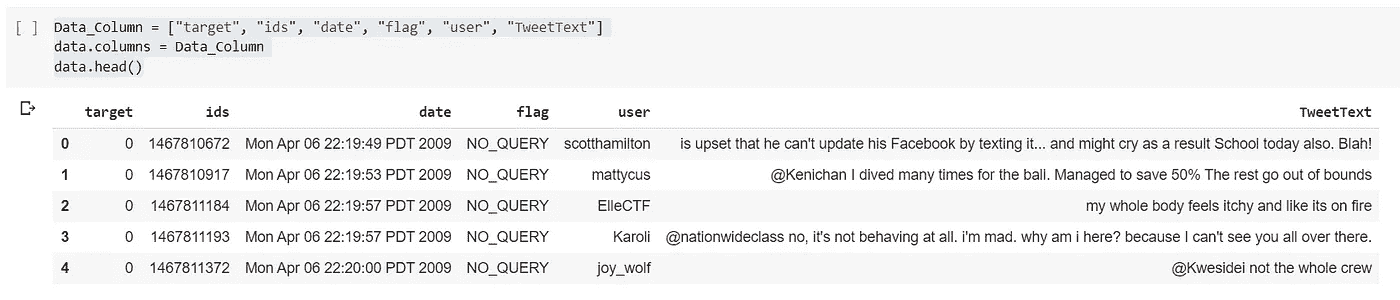 [ ] Data_Column = ["target", "ids", "date", "flag", "user", "TweetText"]
data.columns = Data_Column
data.head()
target ids date flag user TweetText
0 0 1467810672 Mon Apr 06 22:19:49 PDT 2009 NO_QUERY scotthamilton is upset that he can't update his Facebook by texting it... and might cry as a result School today also. Blah!
1 0 1467810917 Mon Apr 06 22:19:53 PDT 2009 NO_QUERY mattycus @Kenichan I dived many times for the ball. Managed to save 50% The rest go out of bounds
2 0 1467811184 Mon Apr 06 22:19:57 PDT 2009 NO_QUERY ElleCTF my whole body feels itchy and like its on fire
3 0 1467811193 Mon Apr 06 22:19:57 PDT 2009 NO_QUERY Karoli @nationwideclass no, it's not behaving at all. i'm mad. why am i here? because I can't see you all over there.
4 0 1467811372 Mon Apr 06 22:20:00 PDT 2009 NO_QUERY joy_wolf @Kwesidei not the whole crew